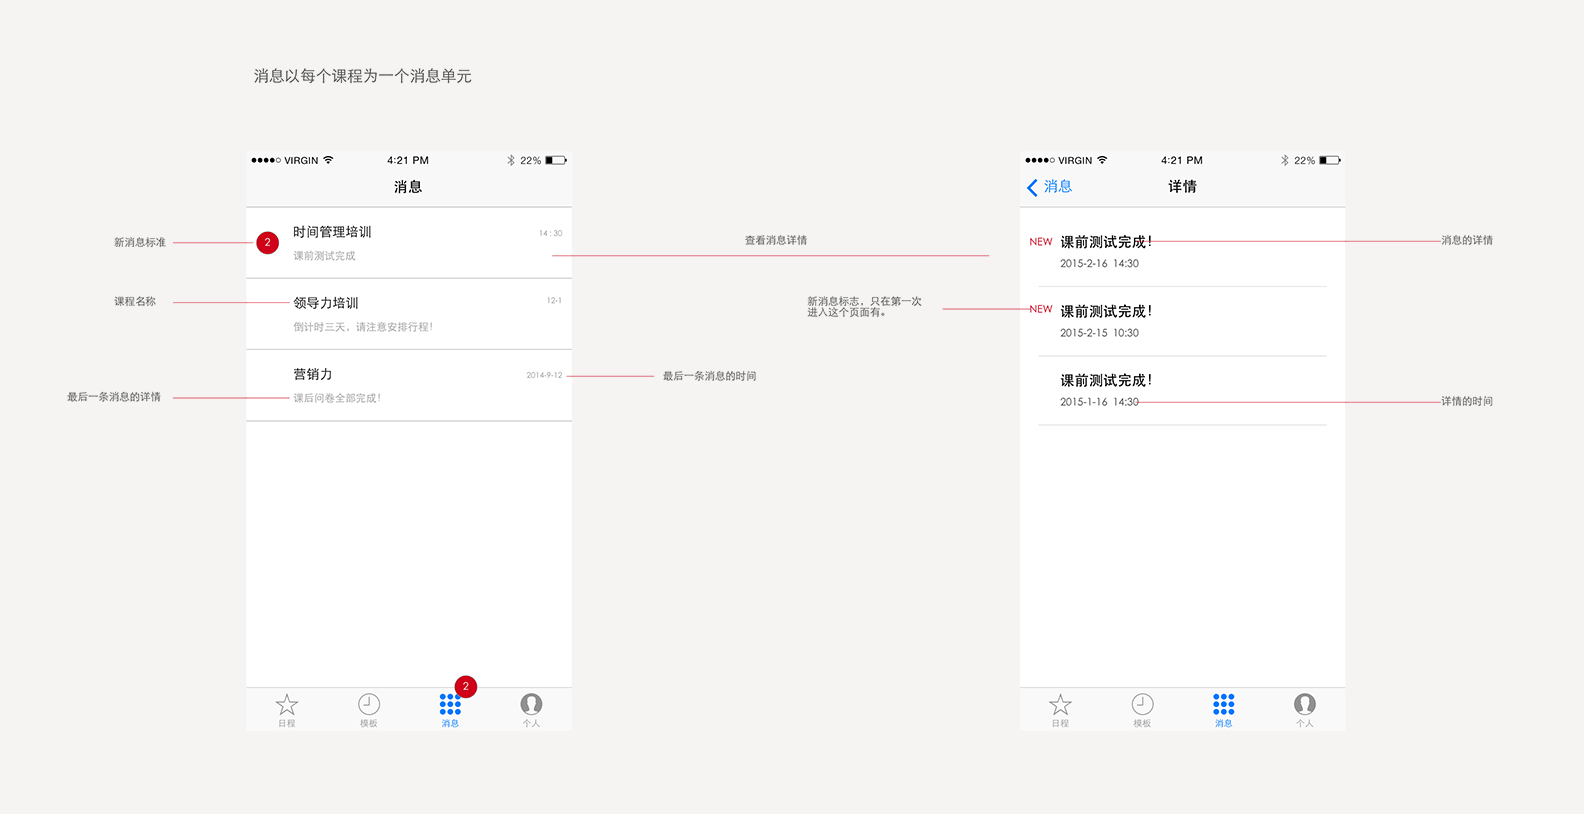 消息以每个课程为一个消息单元
VIRGIN 4:21 PM 22%
消息
新消息标准
2
时间管理培训 14:30
课前测试完成
查看消息详情
课程名称
领导力培训 12-1
倒计时三天，请注意安排行程！
营销力 2014-9-12
最后一条消息的时间
最后一条消息的详情
课后问卷全部完成！
2
日程 模板 消息 个人
VIRGIN 4:21 PM 22%
消息 详情
NEW 课前测试完成！
2015-2-16 14:30
消息的详情
新消息标志，只在第一次
进入这个页面有。
NEW 课前测试完成！
2015-2-15 10:30
课前测试完成！
2015-1-16 14:30
详情的时间
日程 模板 消息 个人